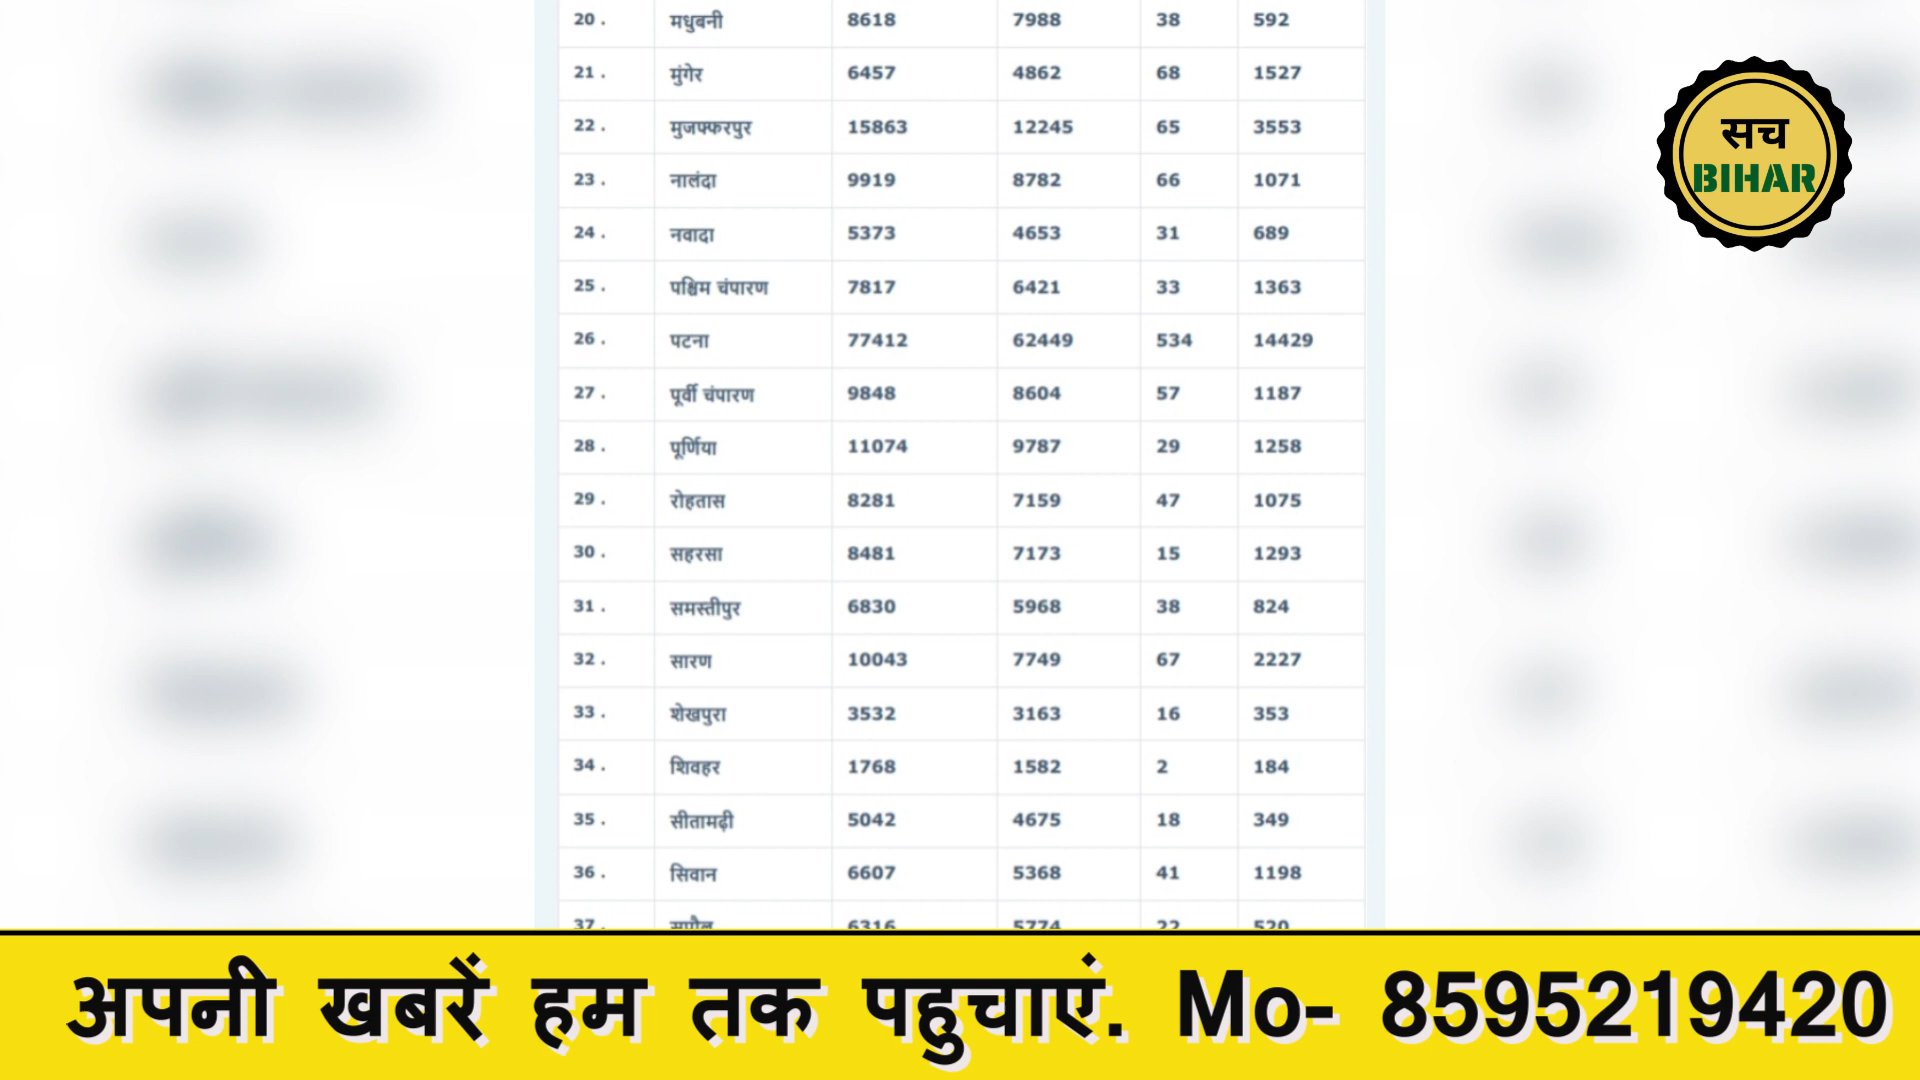 20 . मधुबनी 8618 7988 38 592
21 . मुंगेर 6457 4862 68 1527
22 . मुजफ्फरपुर 15863 12245 65 3553
23 . नालंदा 9919 8782 66 1071
24 . नवादा 5373 4653 31 689
25 . पश्चिम चंपारण 7817 6421 33 1363
26 . पटना 77412 62449 534 14429
27 . पूर्वी चंपारण 9848 8604 57 1187
28 . पूर्णिया 11074 9787 29 1258
29 . रोहतास 8281 7159 47 1075
30 . सहरसा 8481 7173 15 1293
31 . समस्तीपुर 6830 5968 38 824
32 . सारण 10043 7749 67 2227
33 . शेखपुरा 3532 3163 16 353
34 . शिवहर 1768 1582 2 184
35 . सीतामढ़ी 5042 4675 18 349
36 . सिवान 6607 5368 41 1198
37 . सुपौल 6316 5774 22 520
सच
BIHAR
अपनी खबरें हम तक पहुचाएं. Mo- 8595219420